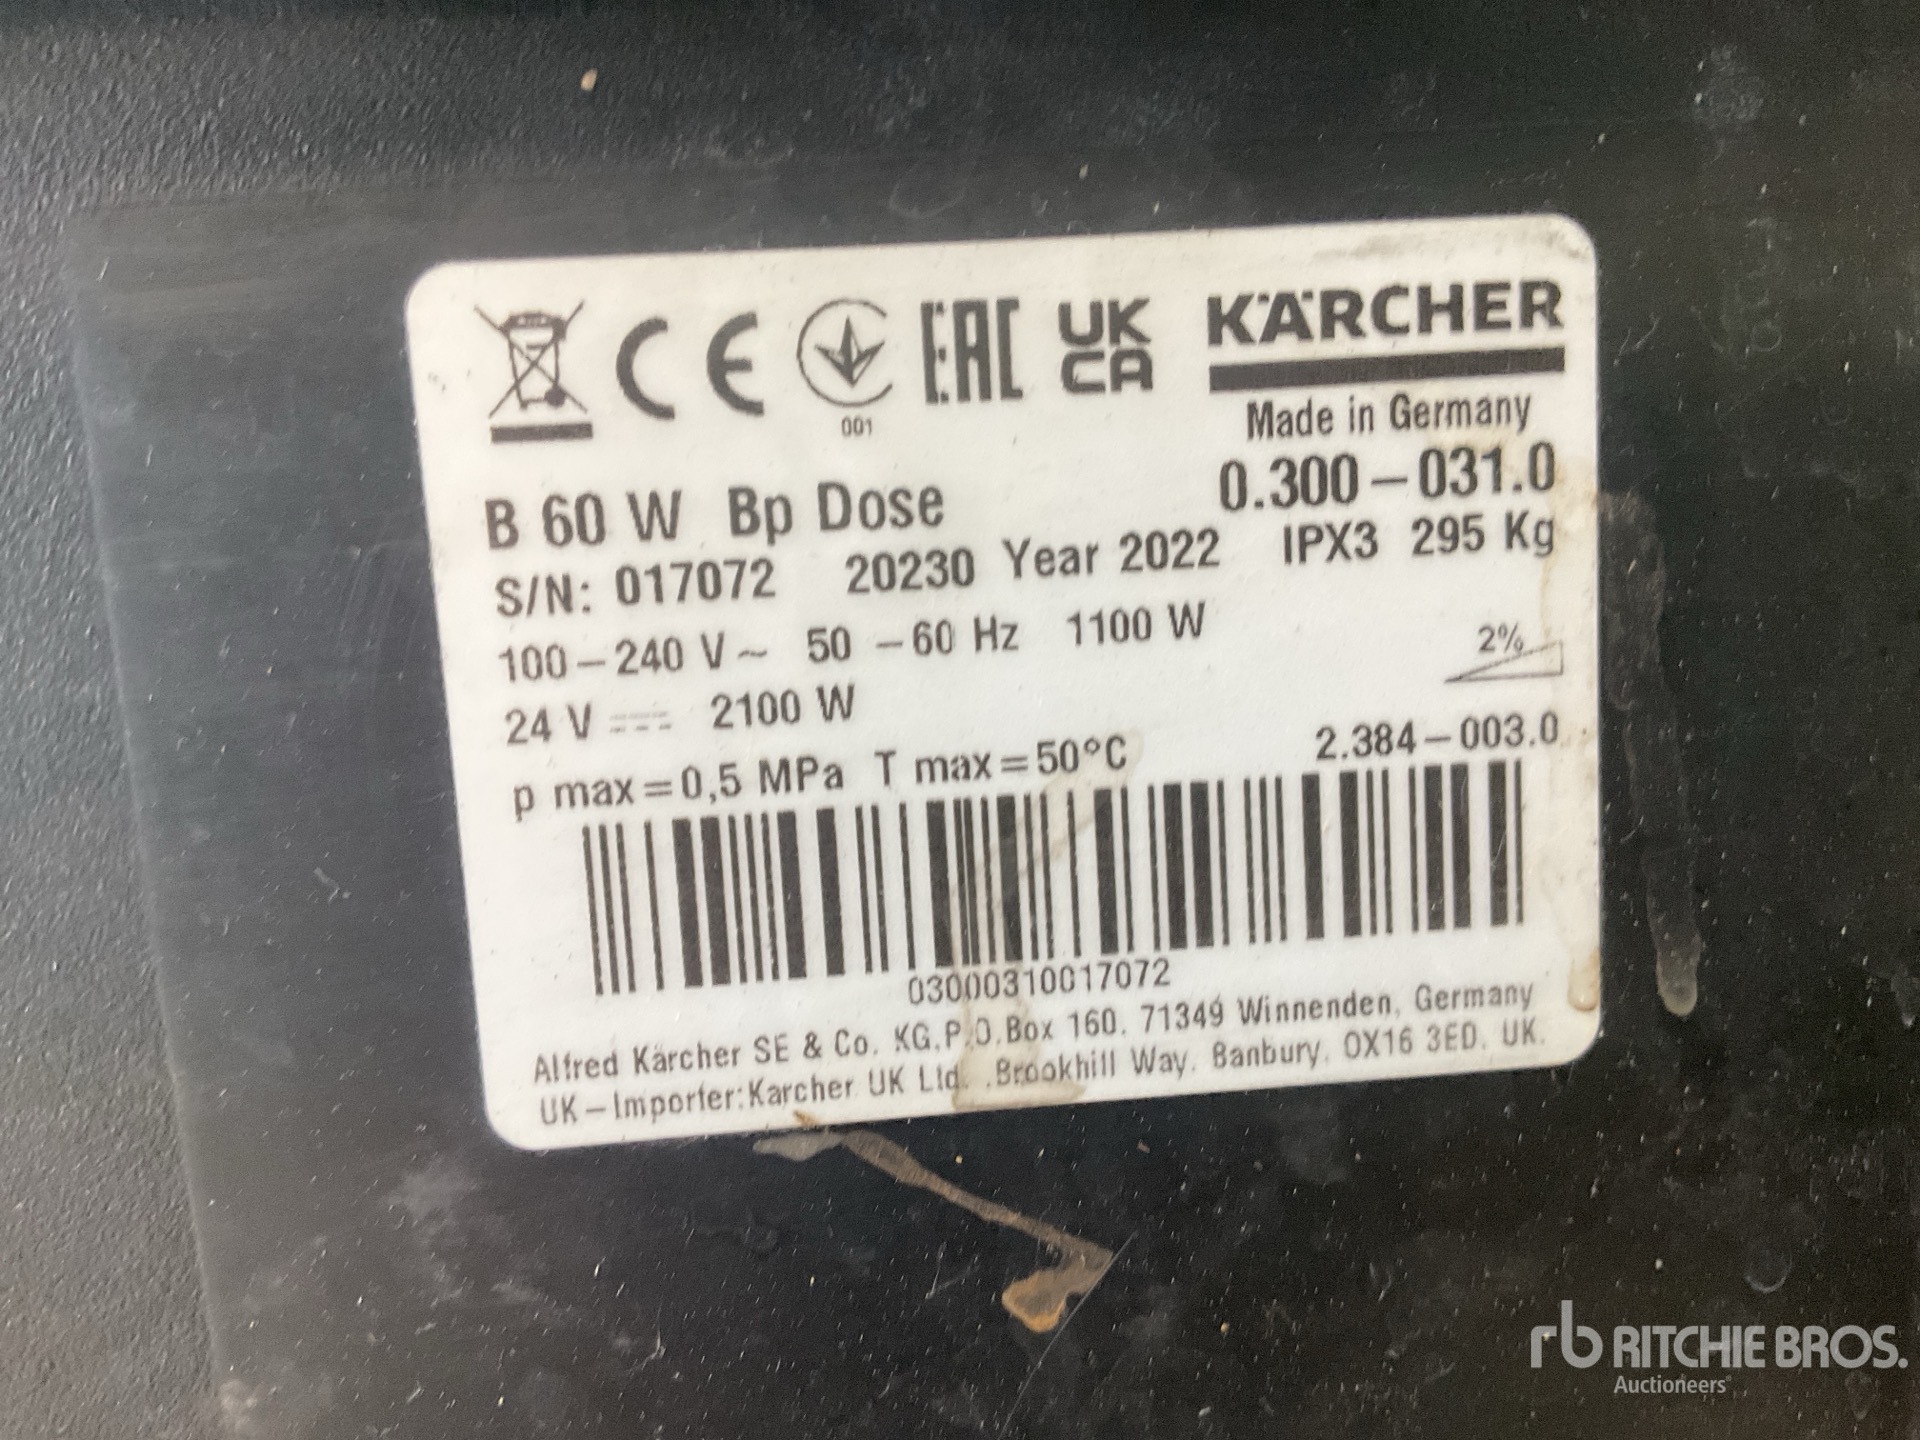 CE
001
EAC
UK
CA
KÄRCHER
Made in Germany
B 60 W Bp Dose
0.300-031.0
S/N: 017072 20230 Year 2022 IPX3 295 Kg
100-240 V~ 50-60 Hz 1100 W
2%
24 V 2100 W
p max=0,5 MPa T max=50°C
2.384-003.0
03000310017072
Alfred Kärcher SE & Co. KG.P.O.Box 160. 71349 Winnenden, Germany
UK-Importer:Karcher UK Ltd. .Brookhill Way. Banbury. OX16 3ED. UK.
rb RITCHIE BROS.
Auctioneers